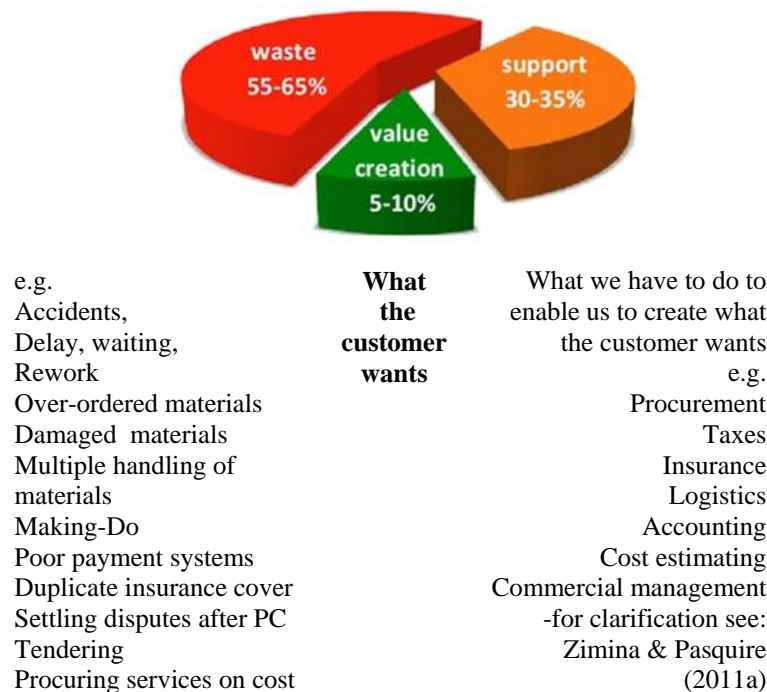 waste
55-65%
support
30-35%
value
creation
5-10%
e.g.
Accidents,
Delay, waiting,
Rework
Over-ordered materials
Damaged materials
Multiple handling of
materials
Making-Do
Poor payment systems
Duplicate insurance cover
Settling disputes after PC
Tendering
Procuring services on cost
What
the
customer
wants
What we have to do to
enable us to create what
the customer wants
e.g.
Procurement
Taxes
Insurance
Logistics
Accounting
Cost estimating
Commercial management
-for clarification see:
Zimina & Pasquire
(2011a)